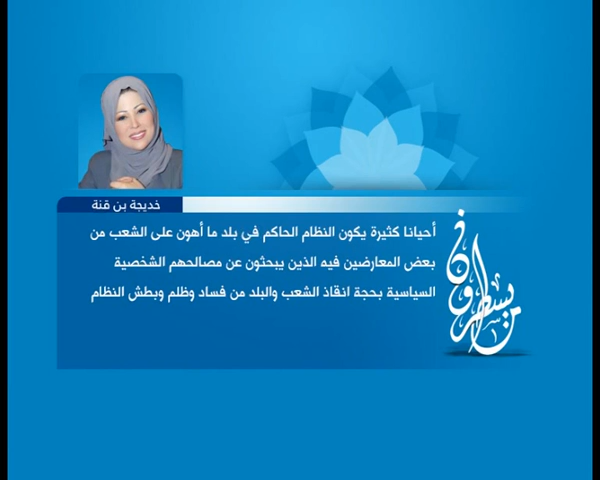 خديجة بن قنة
أحيانا كثيرة يكون النظام الحاكم في بلد ما أهون على الشعب من
بعض المعارضين فيه الذين يبحثون عن مصالحهم الشخصية
السياسية بحجة انقاذ الشعب والبلد من فساد وظلم وبطش النظام